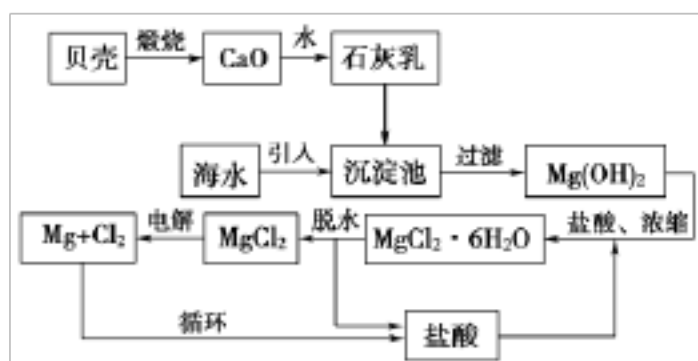 贝壳 煅烧 CaO 水 石灰乳
海水 引入 沉淀池 过滤 Mg(OH)₂
Mg+Cl₂ 电解 MgCl₂ 脱水 MgCl₂·6H₂O 盐酸、浓缩
循环 盐酸